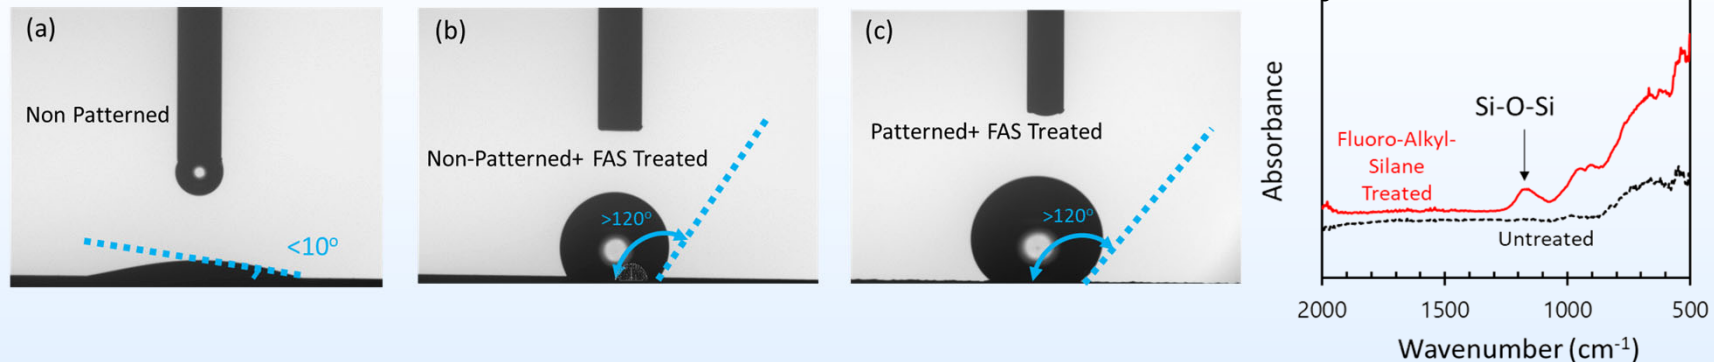 (a)
Non Patterned
<10°
(b)
Non-Patterned+ FAS Treated
>120°
(c)
Patterned+ FAS Treated
>120°
Absorbance
Si-O-Si
Fluoro-Alkyl-
Silane
Treated
Untreated
2000 1500 1000 500
Wavenumber (cm⁻¹)